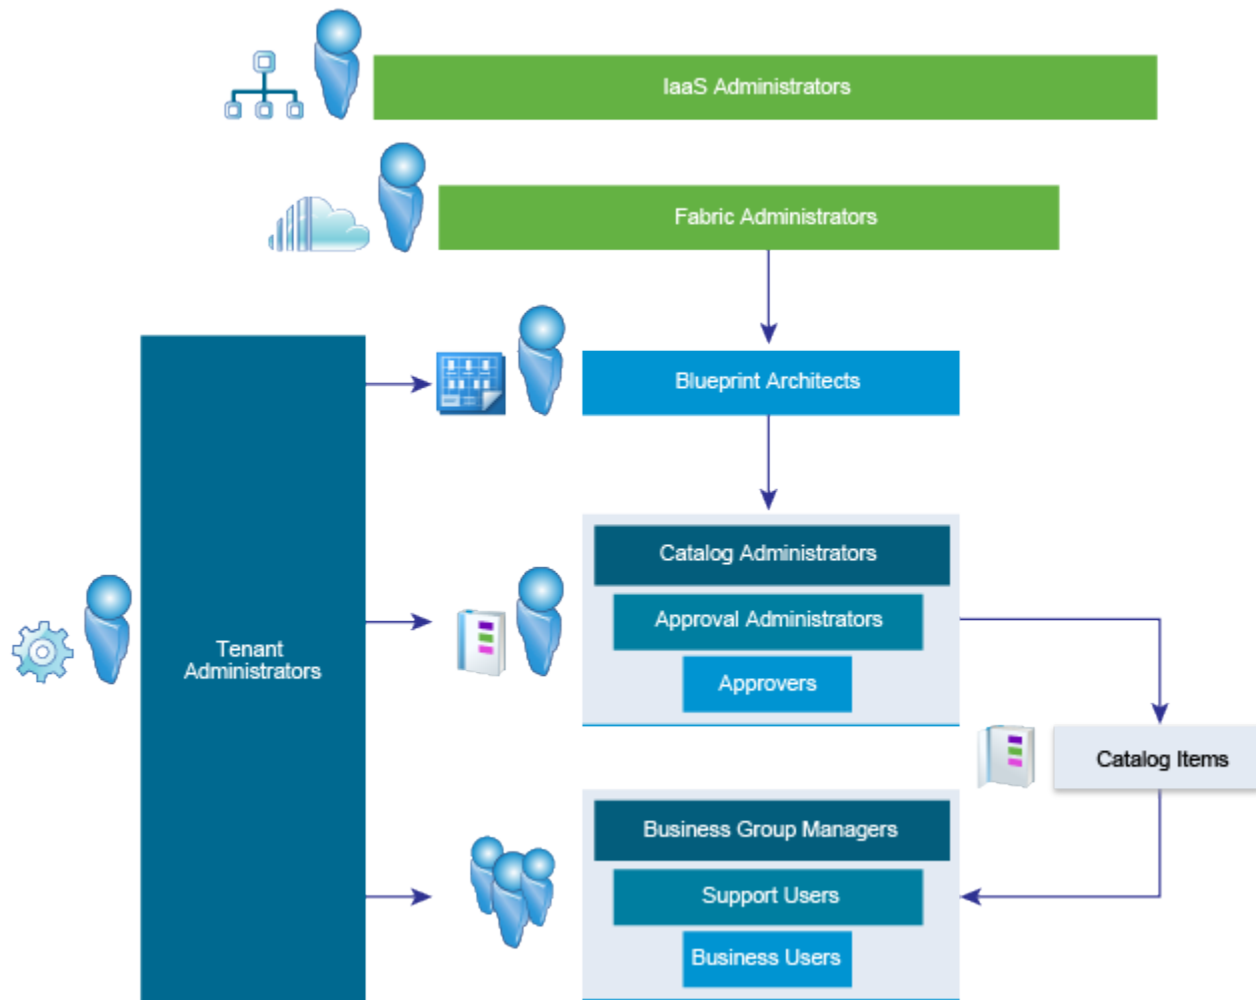 IaaS Administrators
Fabric Administrators
Blueprint Architects
Catalog Administrators
Approval Administrators
Approvers
Tenant
Administrators
Catalog Items
Business Group Managers
Support Users
Business Users